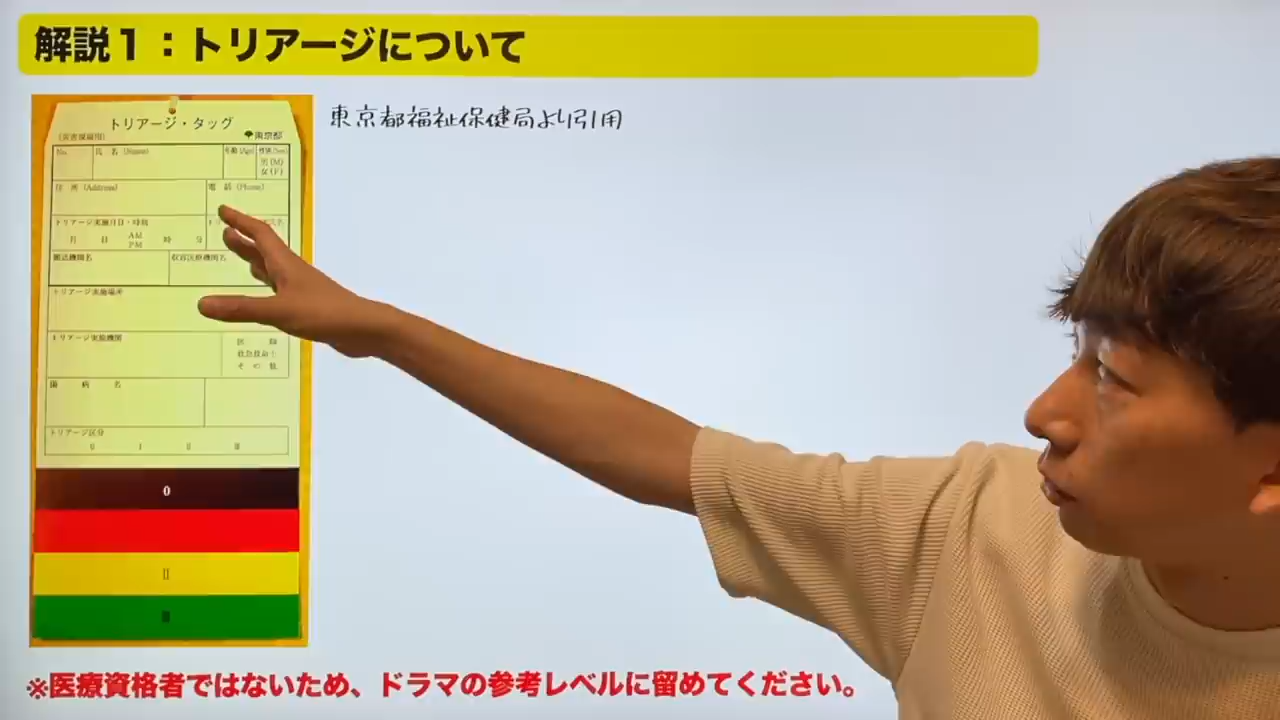 解説1：トリアージについて
東京都福祉保健局より引用
トリアージ・タッグ
(災害現場用)
東京都
No.
氏 名 (Name)
年齢 (Age)
性別 (Sex)
男 (M)
女 (F)
住 所 (Address)
電 話 (Phone)
トリアージ実施月日・時刻
月 日 AM PM 時 分
搬送機関名
収容医療機関名
トリアージ実施場所
トリアージ実施機関
医 師
救急救命士
その他
傷 病 名
トリアージ区分
0 I II III
0
II
III
※医療資格者ではないため、ドラマの参考レベルに留めてください。